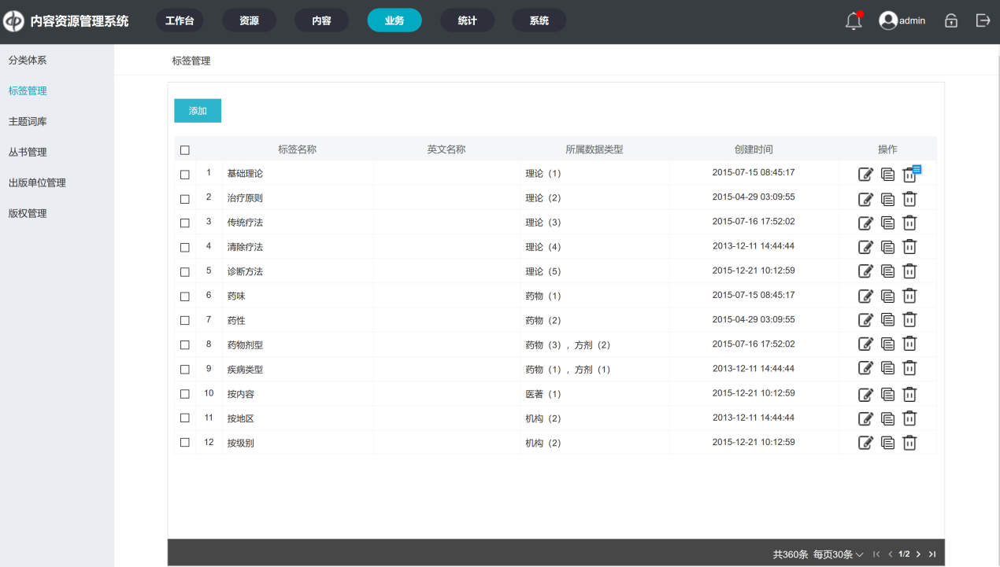 内容资源管理系统 工作台 资源 内容 业务 统计 系统 admin
分类体系
标签管理
主题词库
丛书管理
出版单位管理
版权管理
标签管理
添加
标签名称 英文名称 所属数据类型 创建时间 操作
1 基础理论 理论（1） 2015-07-15 08:45:17
2 治疗原则 理论（2） 2015-04-29 03:09:55
3 传统疗法 理论（3） 2015-07-16 17:52:02
4 清除疗法 理论（4） 2013-12-11 14:44:44
5 诊断方法 理论（5） 2015-12-21 10:12:59
6 药味 药物（1） 2015-07-15 08:45:17
7 药性 药物（2） 2015-04-29 03:09:55
8 药物剂型 药物（3），方剂（2） 2015-07-16 17:52:02
9 疾病类型 药物（1），方剂（1） 2013-12-11 14:44:44
10 按内容 医著（1） 2015-12-21 10:12:59
11 按地区 机构（2） 2013-12-11 14:44:44
12 按级别 机构（2） 2015-12-21 10:12:59
共360条 每页30条 1/2